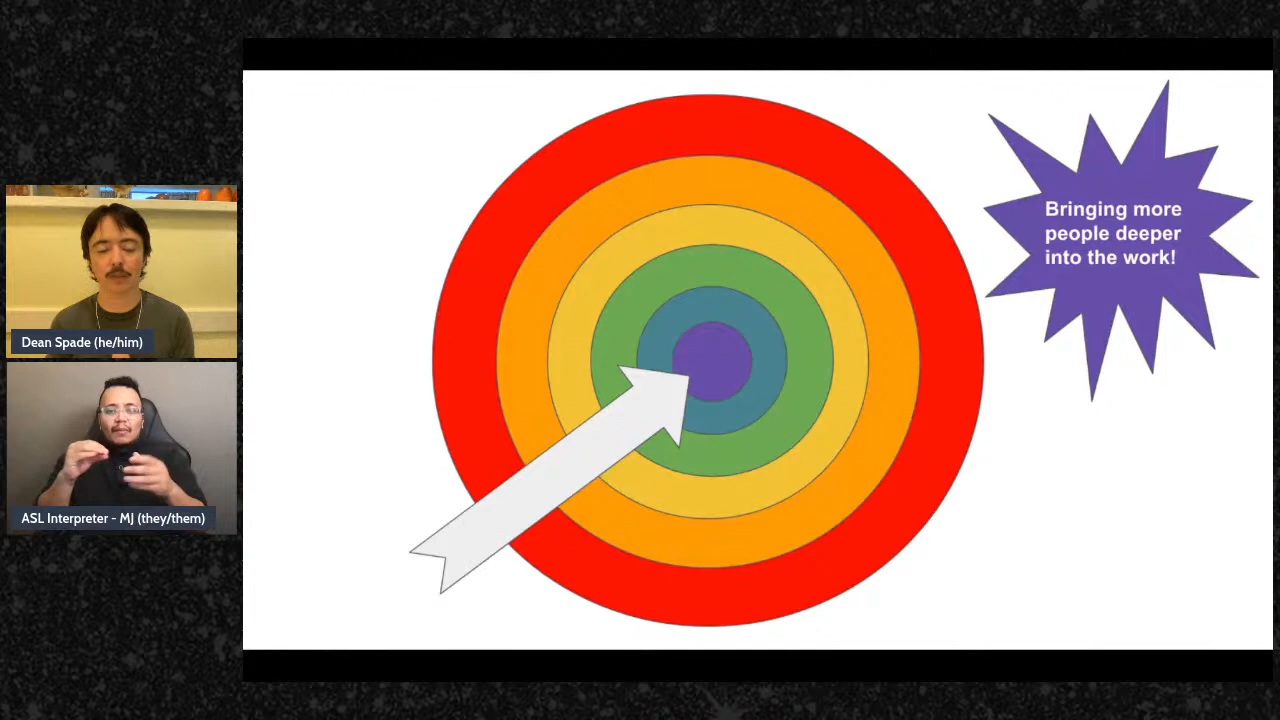 Dean Spade (he/him)
ASL Interpreter - MJ (they/them)
Bringing more
people deeper
into the work!